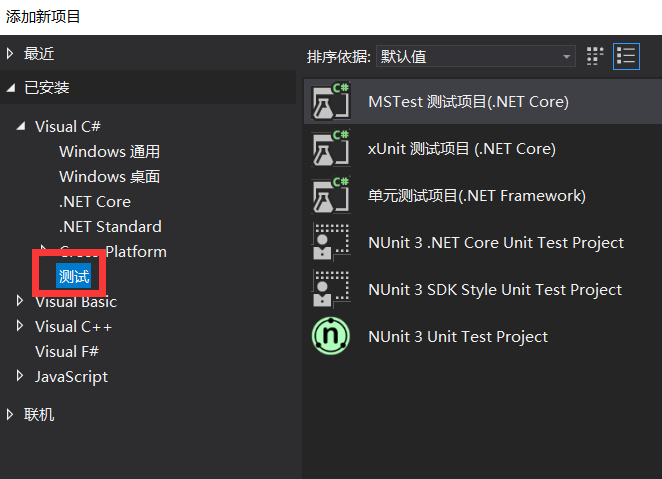 添加新项目
最近
已安装
Visual C#
Windows 通用
Windows 桌面
.NET Core
.NET Standard
Cross-Platform
测试
Visual Basic
Visual C++
Visual F#
JavaScript
联机
排序依据: 默认值
MSTest 测试项目(.NET Core)
xUnit 测试项目 (.NET Core)
单元测试项目(.NET Framework)
NUnit 3 .NET Core Unit Test Project
NUnit 3 SDK Style Unit Test Project
NUnit 3 Unit Test Project
C#
C#
C#
n